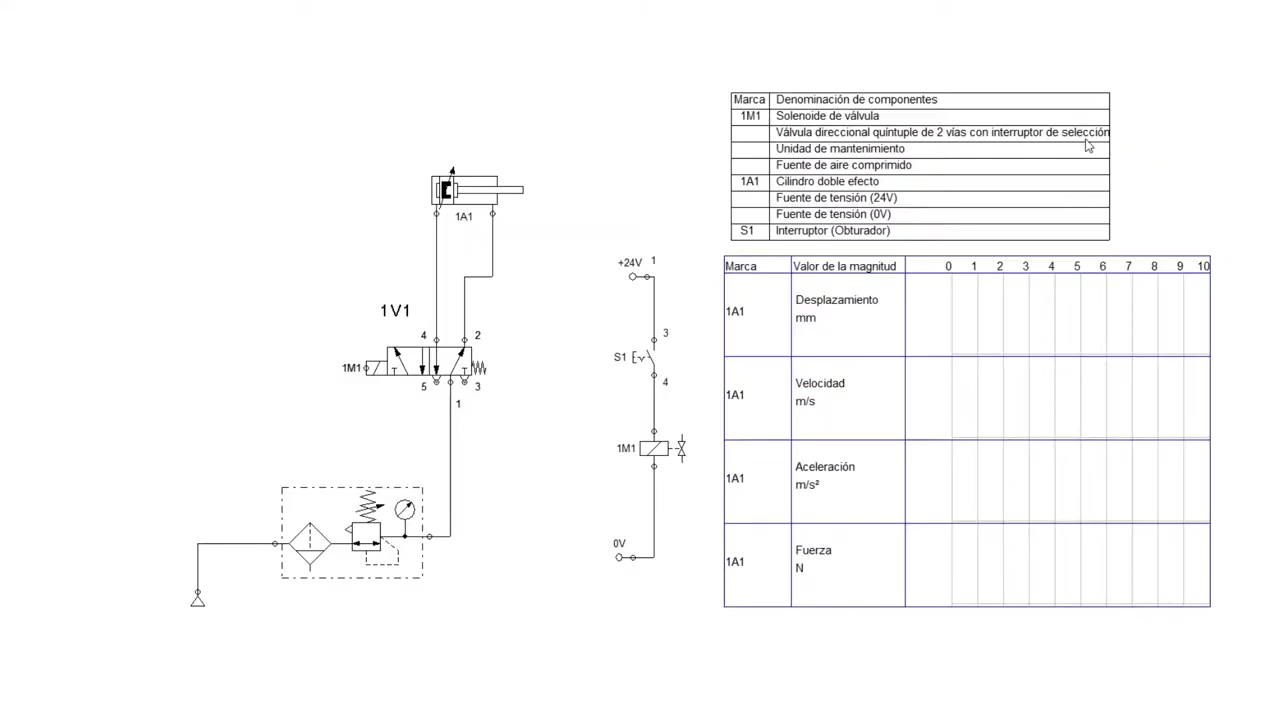 Marca Denominación de componentes
1M1 Solenoide de válvula
Válvula direccional quíntuple de 2 vías con interruptor de selección
Unidad de mantenimiento
Fuente de aire comprimido
1A1 Cilindro doble efecto
Fuente de tensión (24V)
Fuente de tensión (0V)
S1 Interruptor (Obturador)
1A1
1V1
4 2
1M1
5 3
1
+24V 1
3
S1
4
1M1
0V
Marca Valor de la magnitud 0 1 2 3 4 5 6 7 8 9 10
1A1 Desplazamiento
mm
1A1 Velocidad
m/s
1A1 Aceleración
m/s²
1A1 Fuerza
N